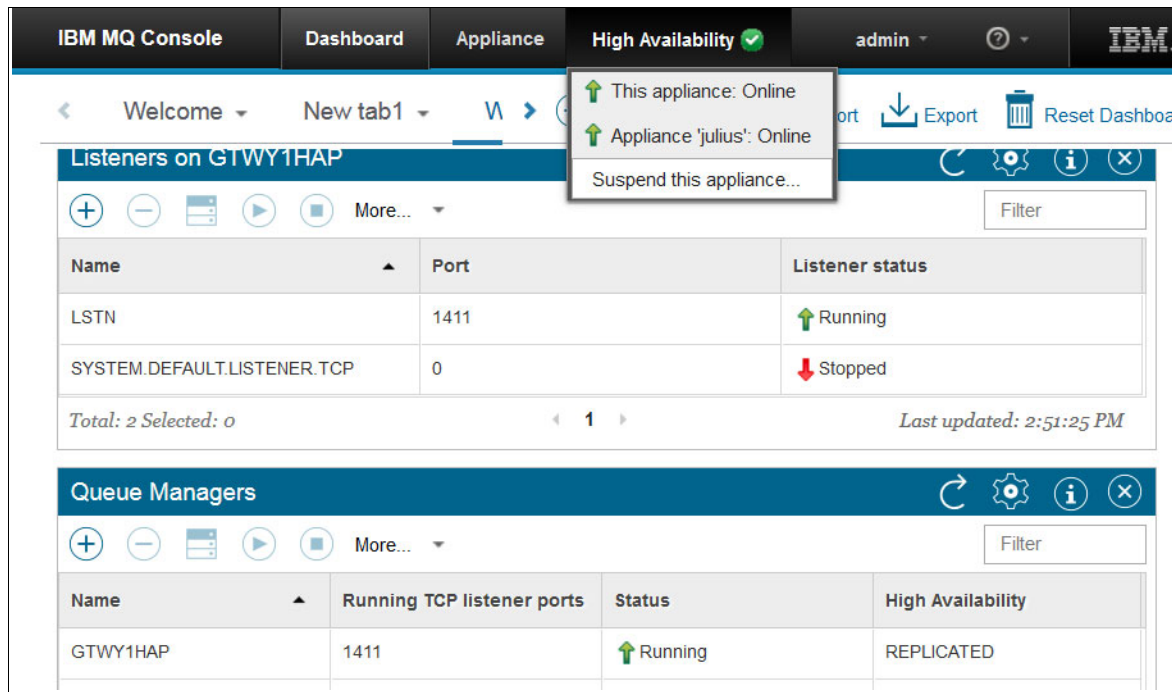 IBM MQ Console Dashboard Appliance High Availability admin IBM
This appliance: Online
Appliance 'julius': Online
Suspend this appliance...
Welcome New tab1 W ort Export Reset Dashboa
Listeners on GTWY1HAP
More... Filter
Name Port Listener status
LSTN 1411 Running
SYSTEM.DEFAULT.LISTENER.TCP 0 Stopped
Total: 2 Selected: 0 1 Last updated: 2:51:25 PM
Queue Managers
More... Filter
Name Running TCP listener ports Status High Availability
GTWY1HAP 1411 Running REPLICATED